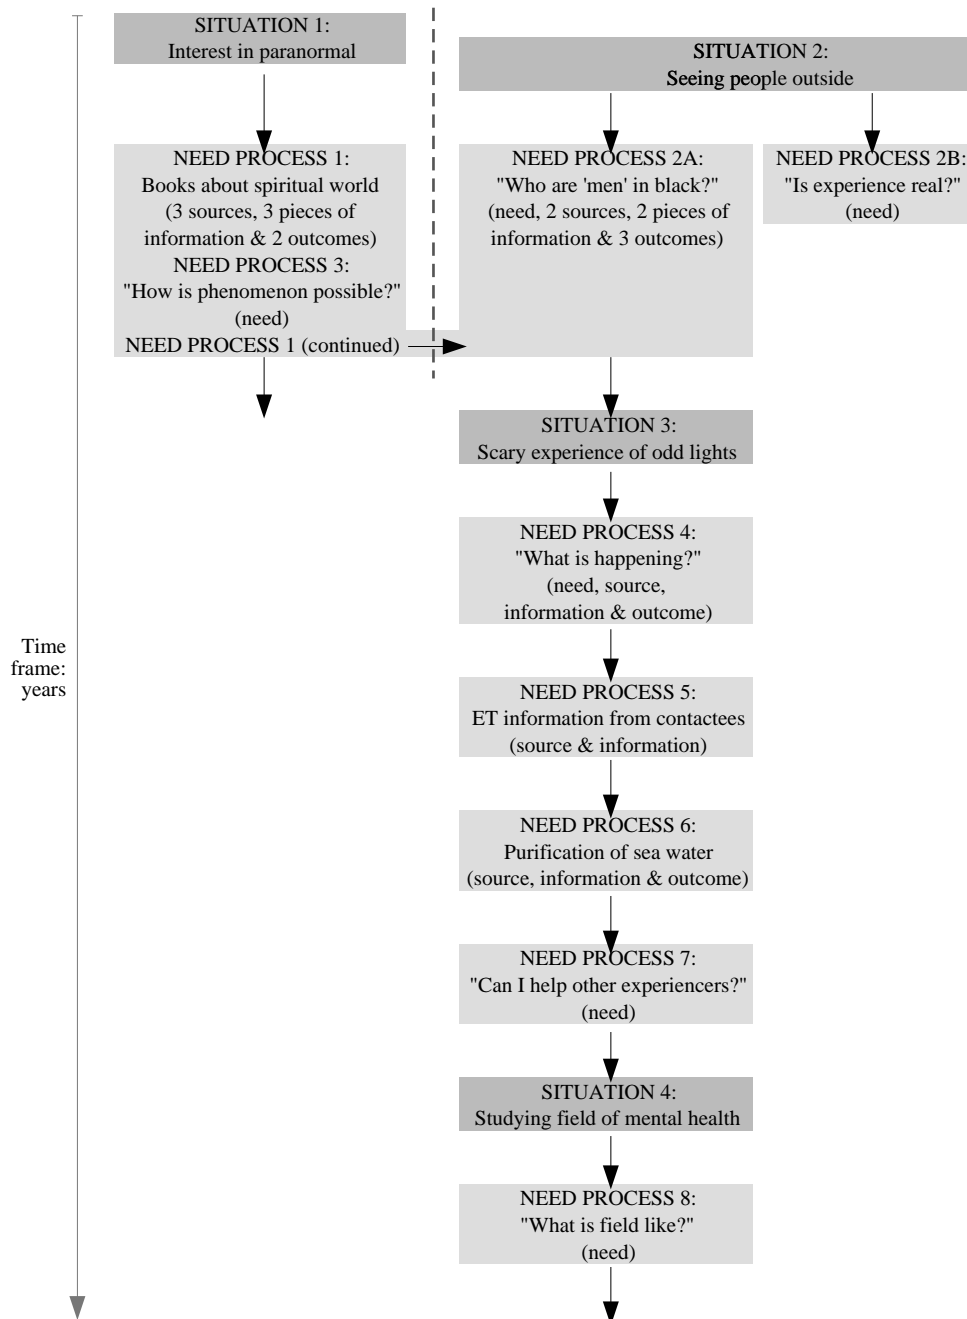 SITUATION 1:
Interest in paranormal
SITUATION 2:
Seeing people outside
NEED PROCESS 1:
Books about spiritual world
(3 sources, 3 pieces of
information & 2 outcomes)
NEED PROCESS 3:
"How is phenomenon possible?"
(need)
NEED PROCESS 1 (continued)
NEED PROCESS 2A:
"Who are 'men' in black?"
(need, 2 sources, 2 pieces of
information & 3 outcomes)
NEED PROCESS 2B:
"Is experience real?"
(need)
SITUATION 3:
Scary experience of odd lights
NEED PROCESS 4:
"What is happening?"
(need, source,
information & outcome)
Time
frame:
years
NEED PROCESS 5:
ET information from contactees
(source & information)
NEED PROCESS 6:
Purification of sea water
(source, information & outcome)
NEED PROCESS 7:
"Can I help other experiencers?"
(need)
SITUATION 4:
Studying field of mental health
NEED PROCESS 8:
"What is field like?"
(need)